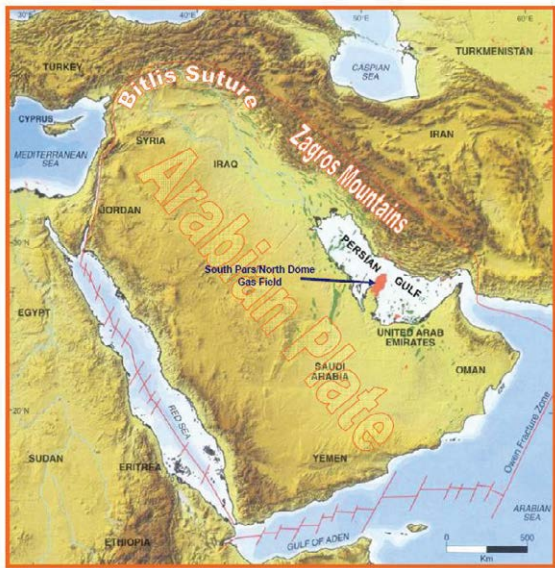 30°E
40°E
50°E
60°E
TURKEY
CASPIAN
SEA
TURKMENISTAN
Bitlis Suture
CYPRUS
MEDITERRANEAN
SEA
SYRIA
Zagros Mountains
IRAN
IRAQ
JORDAN
Arabian Plate
PERSIAN GULF
30°N
South Pars/North Dome
Gas Field
EGYPT
UNITED ARAB
EMIRATES
SAUDI
ARABIA
OMAN
20°N
RED SEA
Owen Fracture Zone
SUDAN
ERITREA
YEMEN
ARABIAN
SEA
GULF OF ADEN
ETHIOPIA
0
500
Km